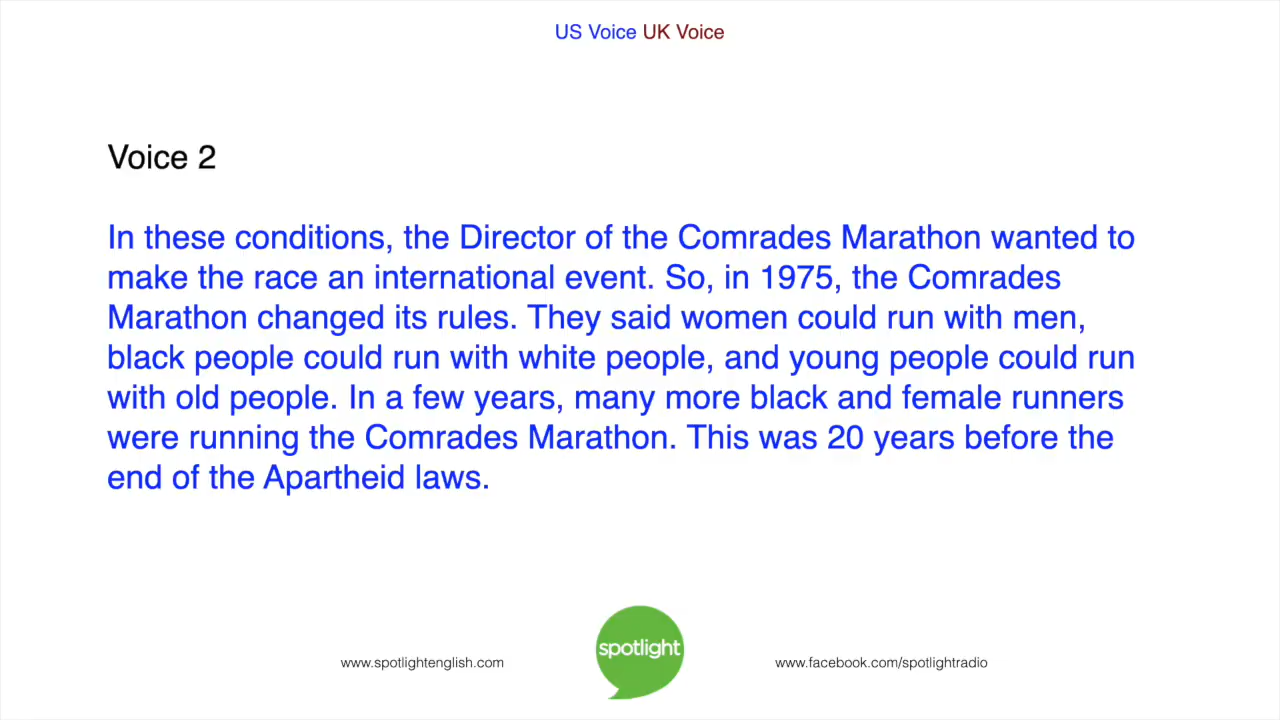 US Voice UK Voice
Voice 2
In these conditions, the Director of the Comrades Marathon wanted to
make the race an international event. So, in 1975, the Comrades
Marathon changed its rules. They said women could run with men,
black people could run with white people, and young people could run
with old people. In a few years, many more black and female runners
were running the Comrades Marathon. This was 20 years before the
end of the Apartheid laws.
spotlight
www.spotlightenglish.com
www.facebook.com/spotlightradio